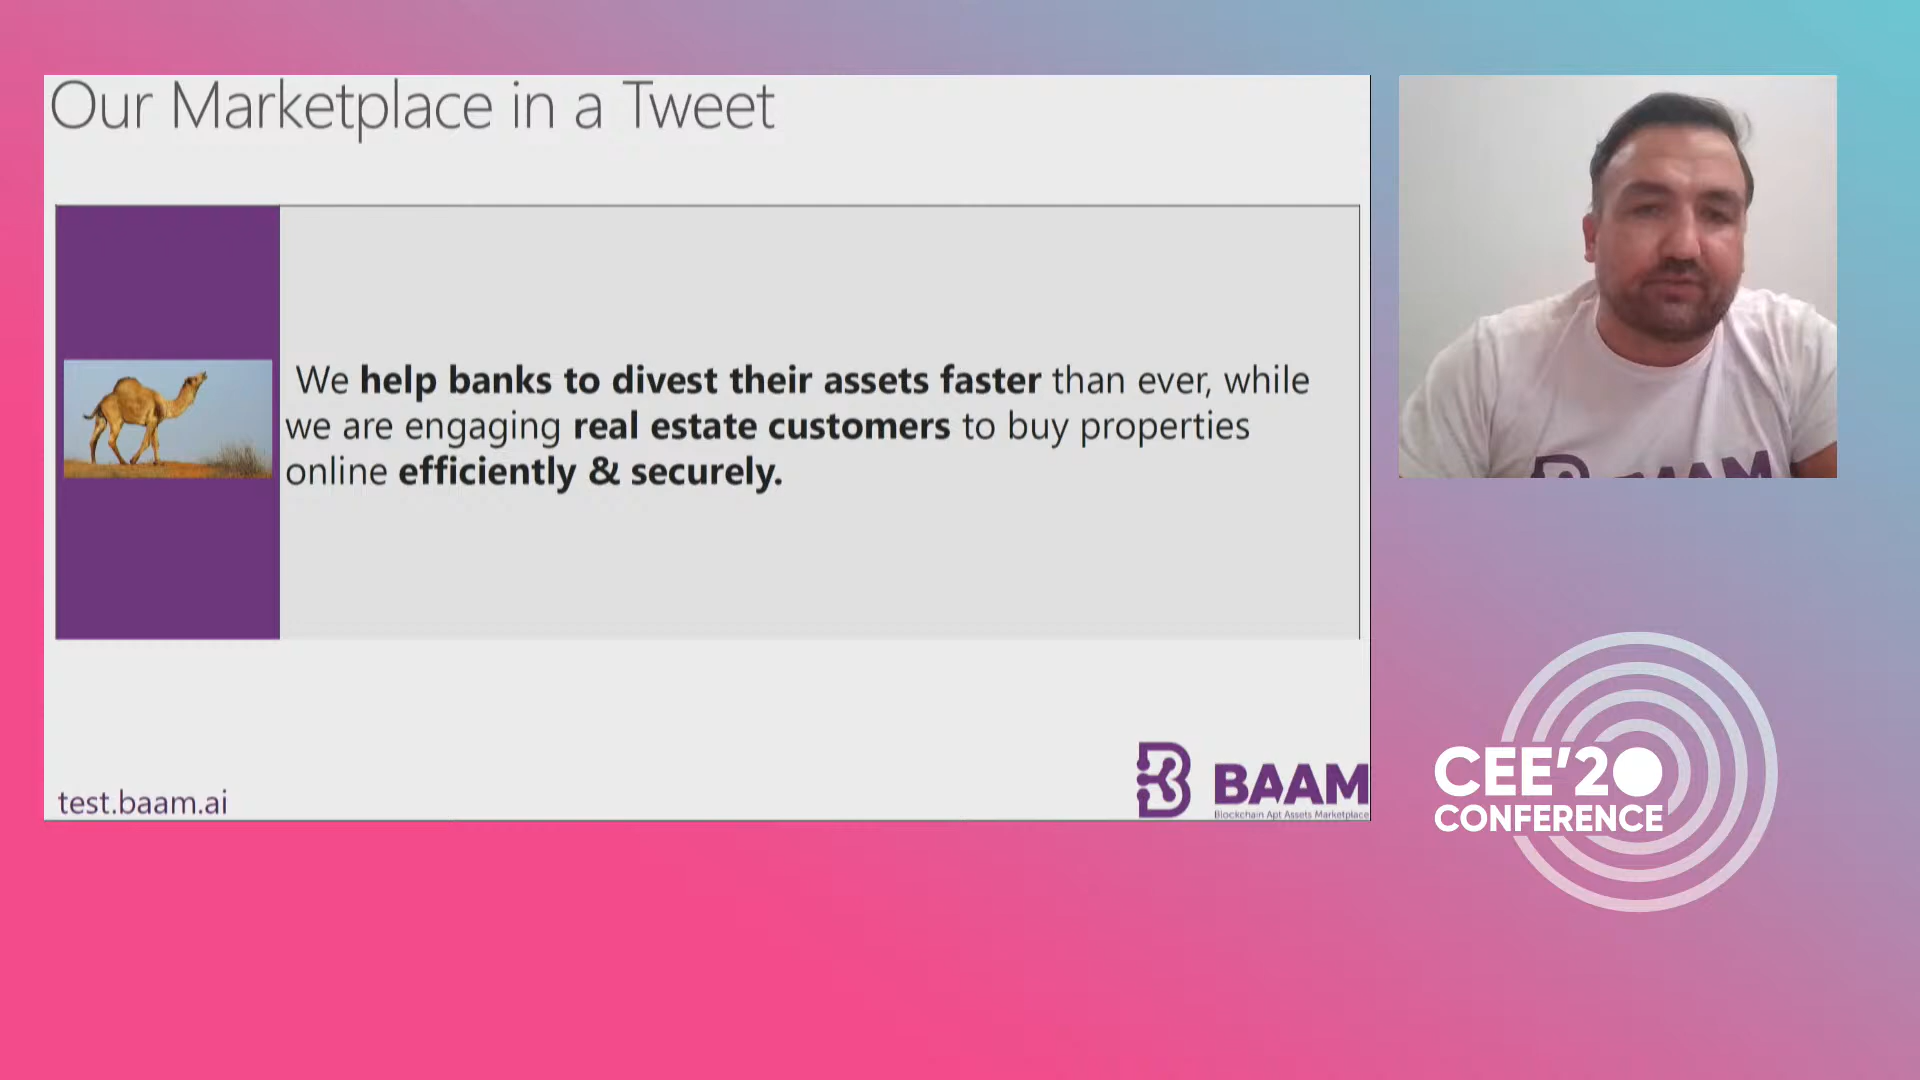 Our Marketplace in a Tweet
We help banks to divest their assets faster than ever, while
we are engaging real estate customers to buy properties
online efficiently & securely.
test.baam.ai
BAAM
Blockchain Apt Assets Marketplace
BAAM
CEE'20
CONFERENCE